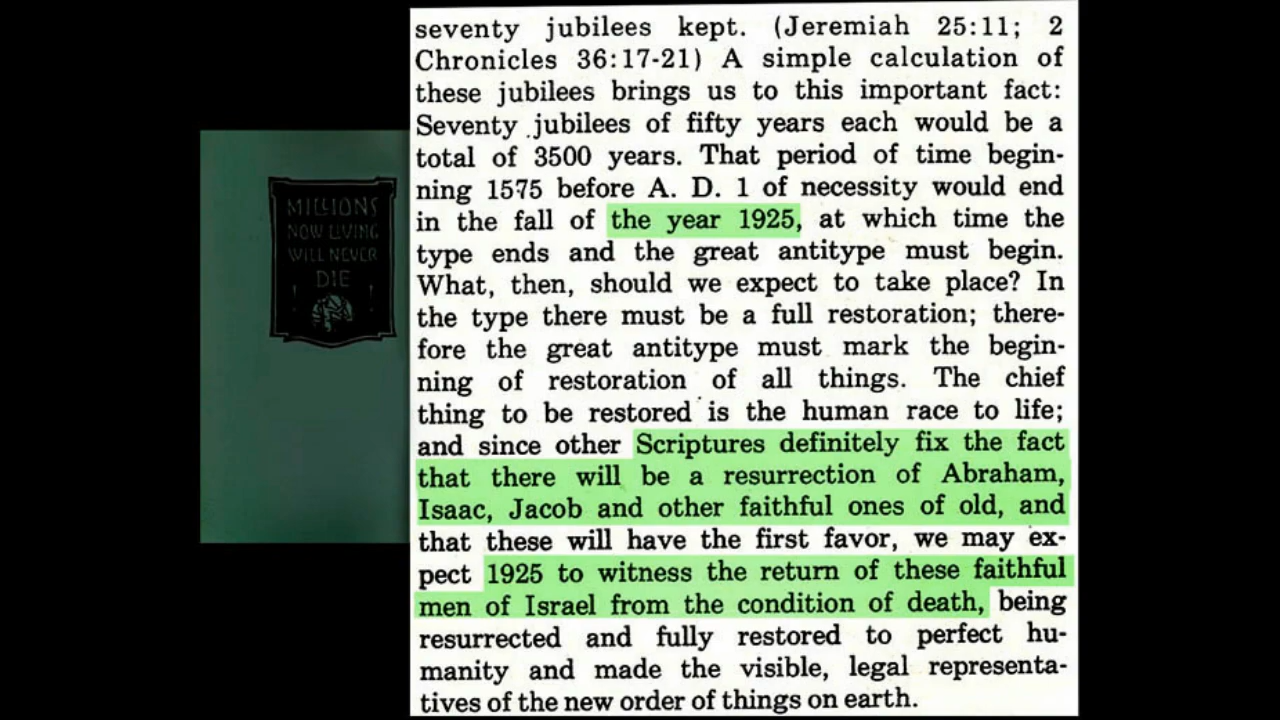 MILLIONS
NOW LIVING
WILL NEVER
DIE
seventy jubilees kept. (Jeremiah 25:11; 2
Chronicles 36:17-21) A simple calculation of
these jubilees brings us to this important fact:
Seventy jubilees of fifty years each would be a
total of 3500 years. That period of time begin-
ning 1575 before A. D. 1 of necessity would end
in the fall of the year 1925, at which time the
type ends and the great antitype must begin.
What, then, should we expect to take place? In
the type there must be a full restoration; there-
fore the great antitype must mark the begin-
ning of restoration of all things. The chief
thing to be restored is the human race to life;
and since other Scriptures definitely fix the fact
that there will be a resurrection of Abraham,
Isaac, Jacob and other faithful ones of old, and
that these will have the first favor, we may ex-
pect 1925 to witness the return of these faithful
men of Israel from the condition of death, being
resurrected and fully restored to perfect hu-
manity and made the visible, legal representa-
tives of the new order of things on earth.